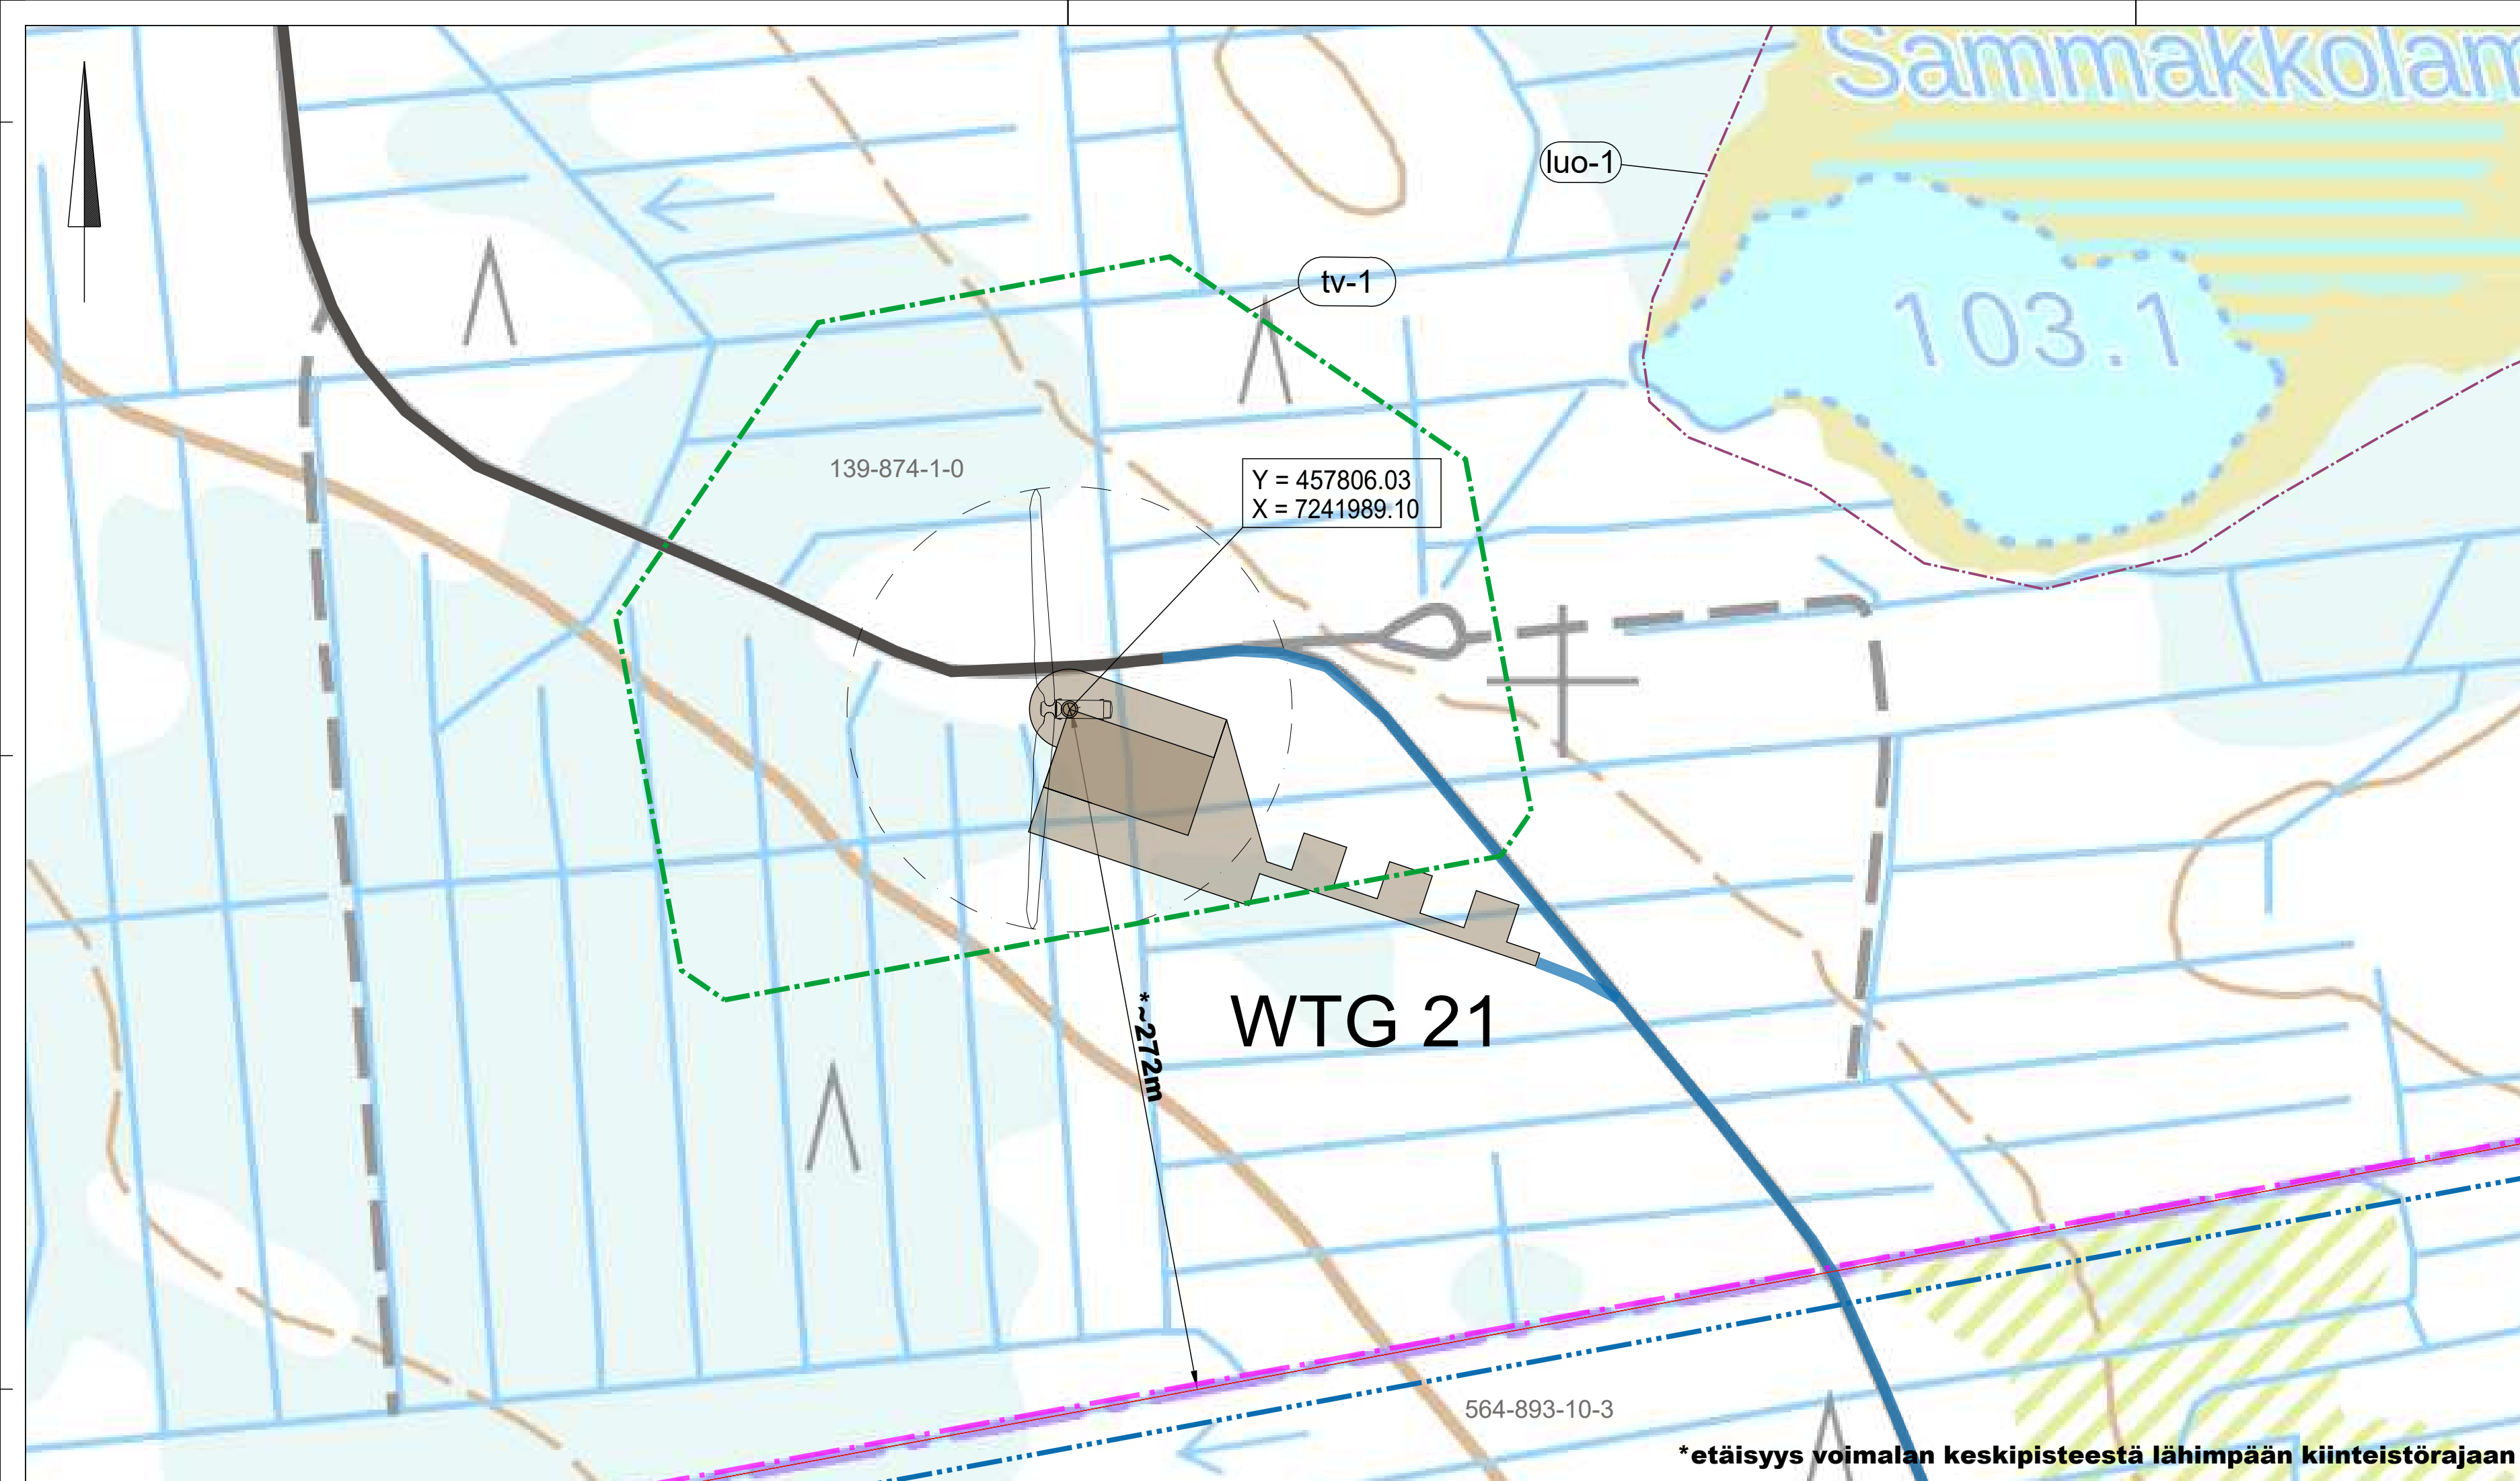 Sammakkolam
luo-1
tv-1
103.1
139-874-1-0
Y = 457806.03
X = 7241989.10
*~272m
WTG 21
564-893-10-3
*etäisyys voimalan keskipisteestä lähimpään kiinteistörajaan